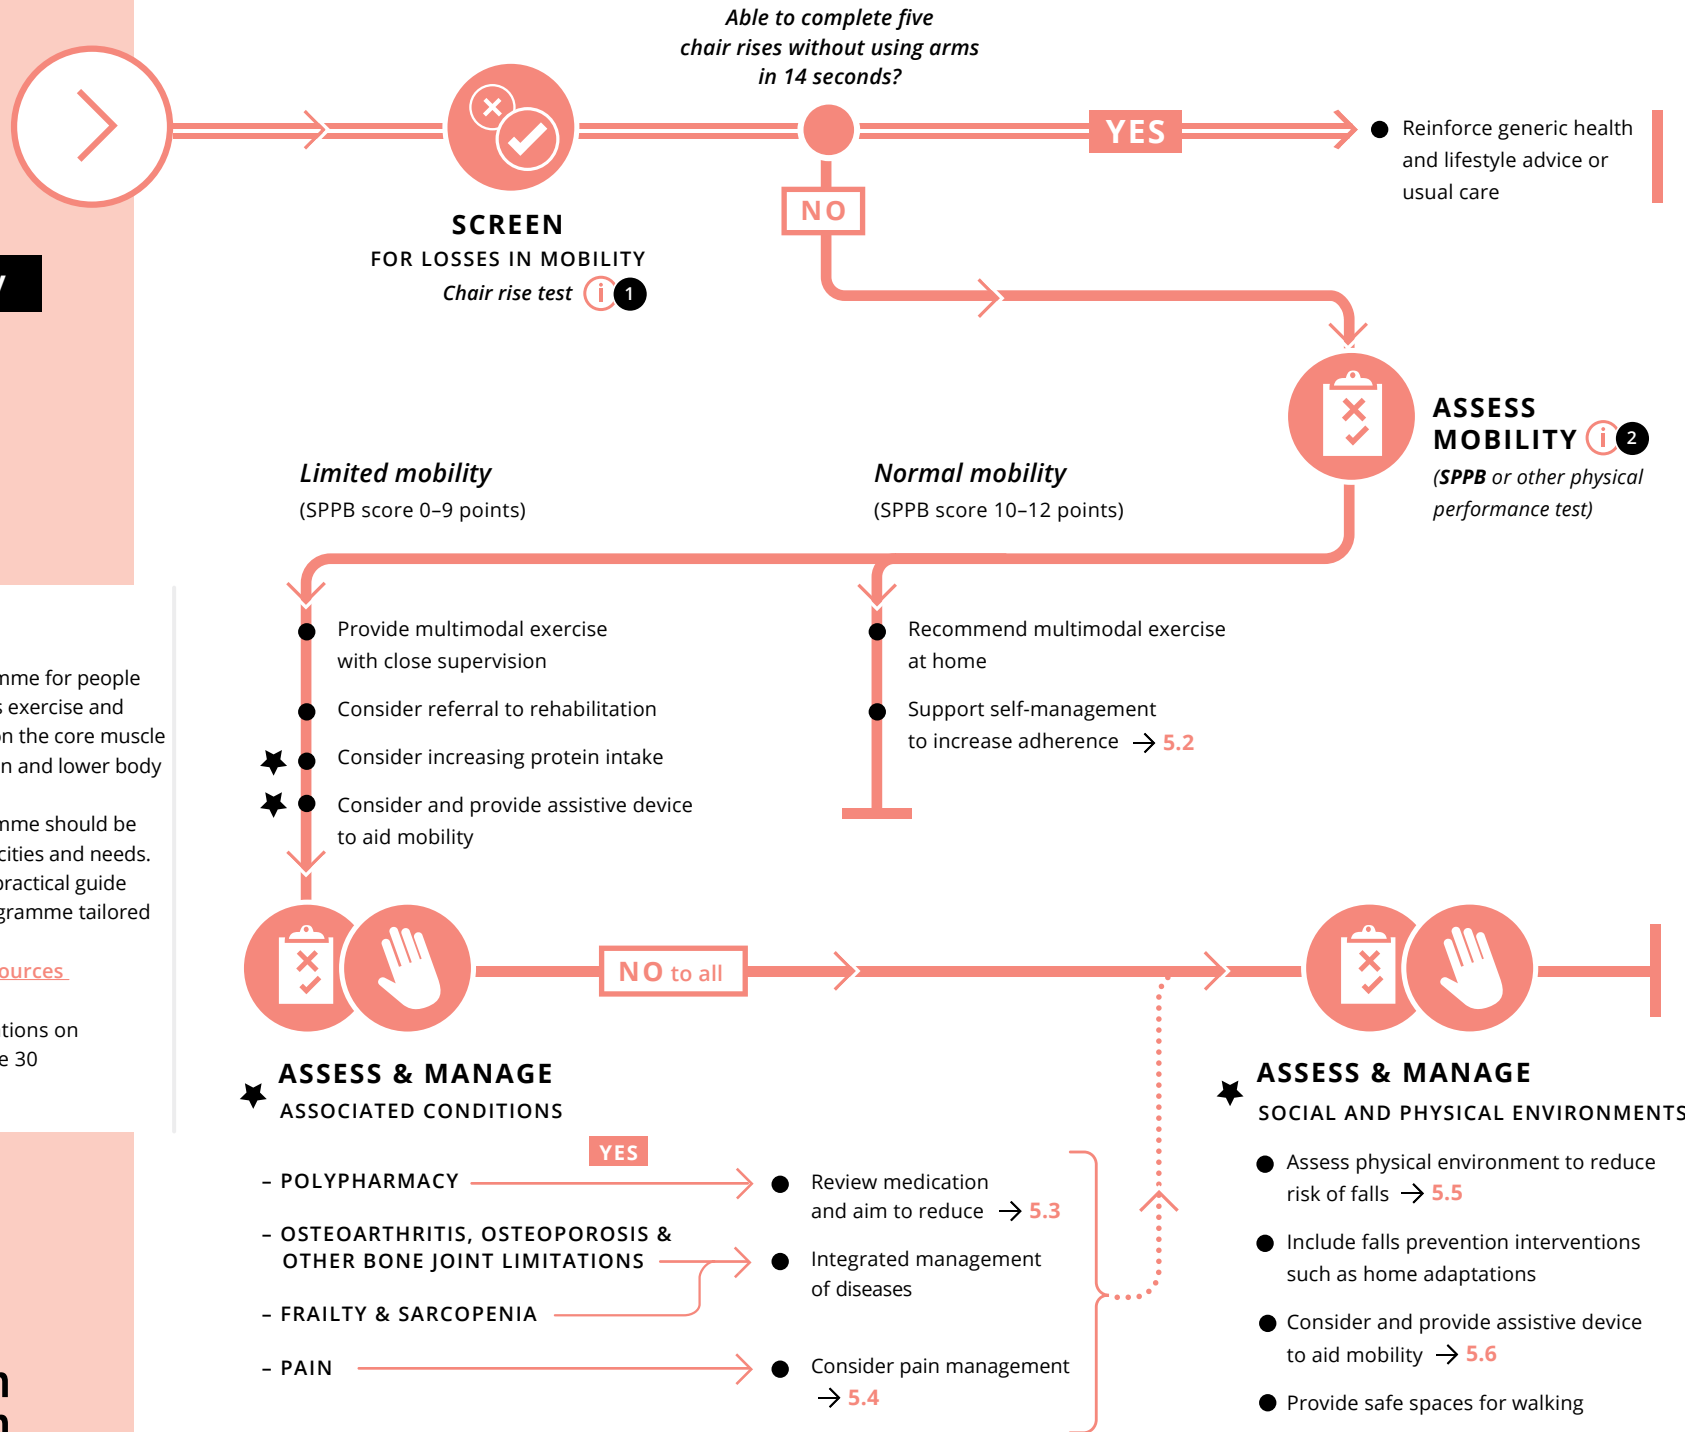 Able to complete five
chair rises without using arms
in 14 seconds?
YES
Reinforce generic health
and lifestyle advice or
usual care
NO
SCREEN
FOR LOSSES IN MOBILITY
Chair rise test i 1
ASSESS
MOBILITY i 2
(SPPB or other physical
performance test)
Limited mobility
(SPPB score 0–9 points)
Normal mobility
(SPPB score 10–12 points)
Provide multimodal exercise
with close supervision
Consider referral to rehabilitation
Consider increasing protein intake
Consider and provide assistive device
to aid mobility
Recommend multimodal exercise
at home
Support self-management
to increase adherence → 5.2
for people
exercise and
the core muscle
and lower body
should be
and needs.
practical guide
tailored
on
30
NO to all
ASSESS & MANAGE
ASSOCIATED CONDITIONS
YES
– POLYPHARMACY
Review medication
and aim to reduce → 5.3
– OSTEOARTHRITIS, OSTEOPOROSIS &
OTHER BONE JOINT LIMITATIONS
Integrated management
of diseases
– FRAILTY & SARCOPENIA
– PAIN
Consider pain management
→ 5.4
ASSESS & MANAGE
SOCIAL AND PHYSICAL ENVIRONMENTS
Assess physical environment to reduce
risk of falls → 5.5
Include falls prevention interventions
such as home adaptations
Consider and provide assistive device
to aid mobility → 5.6
Provide safe spaces for walking